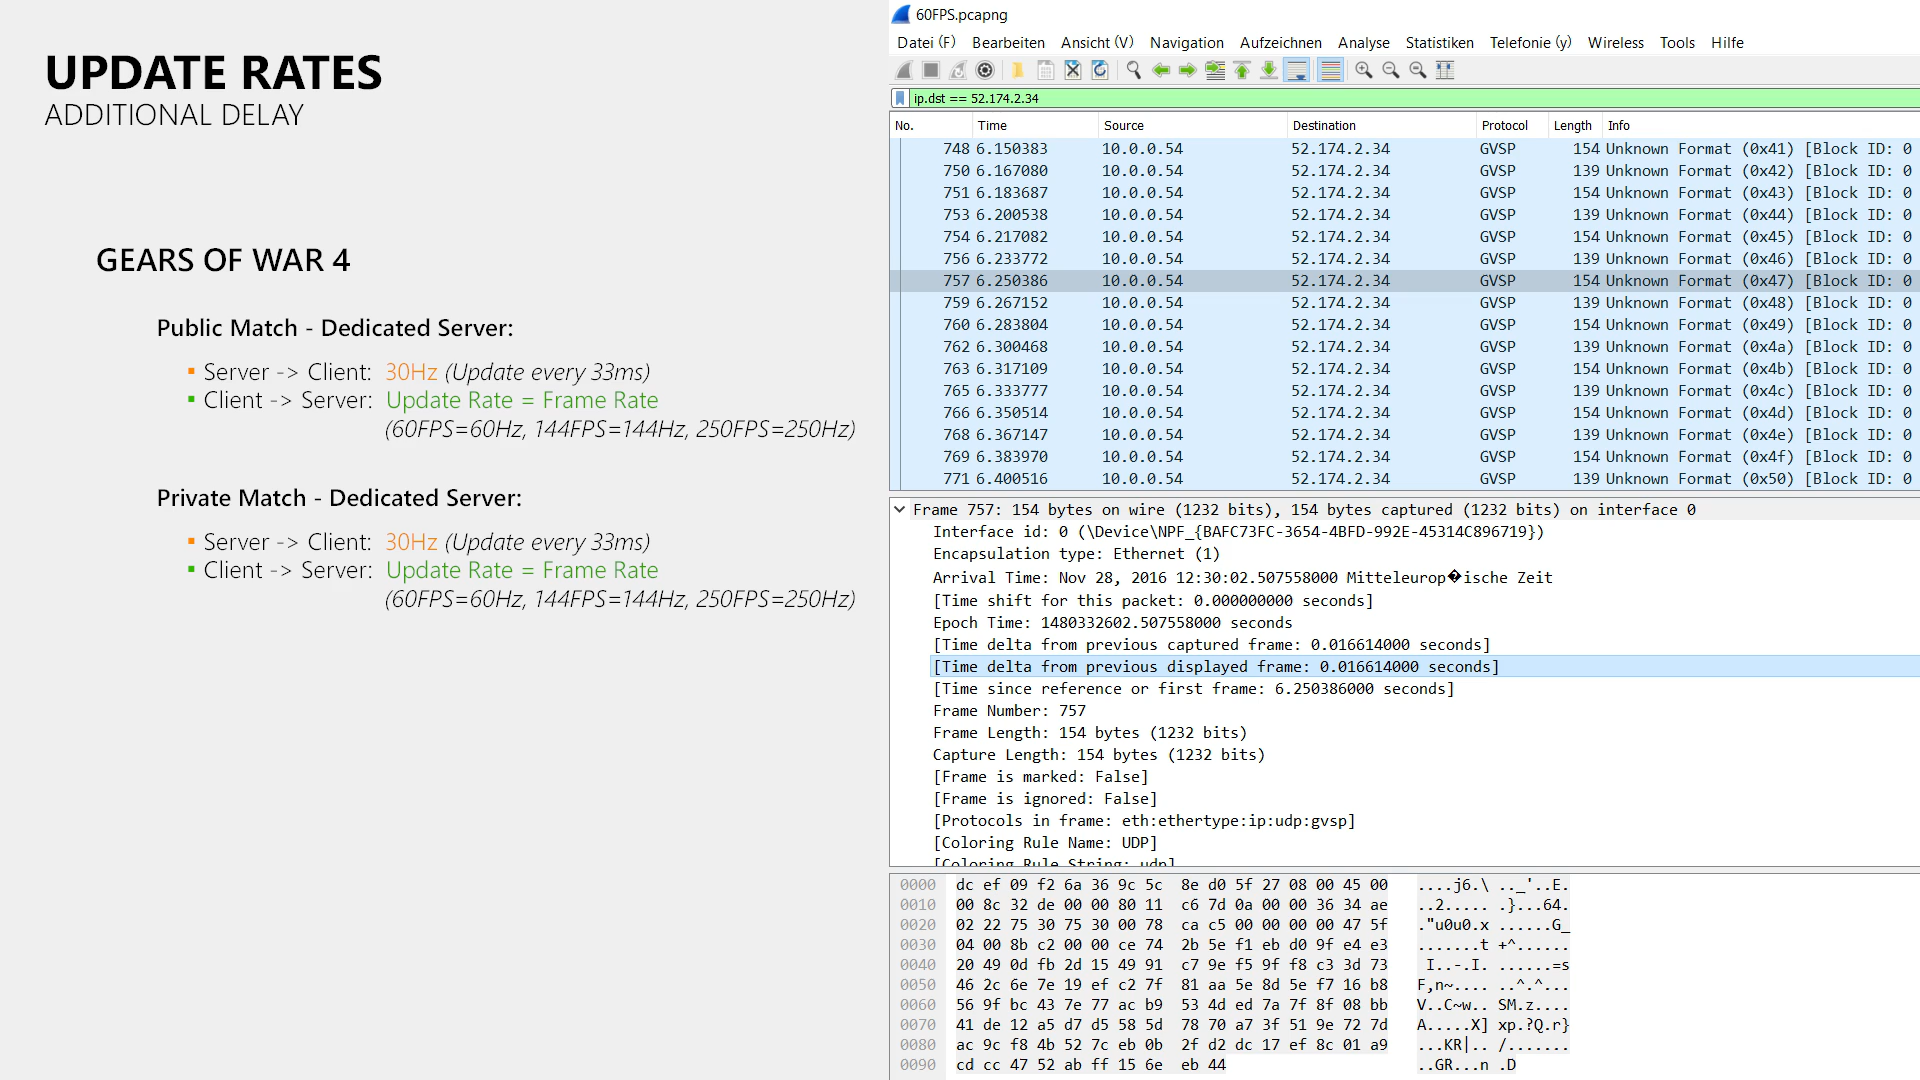 UPDATE RATES
ADDITIONAL DELAY
GEARS OF WAR 4
Public Match - Dedicated Server:
▪ Server -> Client: 30Hz (Update every 33ms)
▪ Client -> Server: Update Rate = Frame Rate
(60FPS=60Hz, 144FPS=144Hz, 250FPS=250Hz)
Private Match - Dedicated Server:
▪ Server -> Client: 30Hz (Update every 33ms)
▪ Client -> Server: Update Rate = Frame Rate
(60FPS=60Hz, 144FPS=144Hz, 250FPS=250Hz)
60FPS.pcapng
Datei (F) Bearbeiten Ansicht (V) Navigation Aufzeichnen Analyse Statistiken Telefonie (y) Wireless Tools Hilfe
ip.dst == 52.174.2.34
No. Time Source Destination Protocol Length Info
748 6.150383 10.0.0.54 52.174.2.34 GVSP 154 Unknown Format (0x41) [Block ID: 0
750 6.167080 10.0.0.54 52.174.2.34 GVSP 139 Unknown Format (0x42) [Block ID: 0
751 6.183687 10.0.0.54 52.174.2.34 GVSP 154 Unknown Format (0x43) [Block ID: 0
753 6.200538 10.0.0.54 52.174.2.34 GVSP 139 Unknown Format (0x44) [Block ID: 0
754 6.217082 10.0.0.54 52.174.2.34 GVSP 154 Unknown Format (0x45) [Block ID: 0
756 6.233772 10.0.0.54 52.174.2.34 GVSP 139 Unknown Format (0x46) [Block ID: 0
757 6.250386 10.0.0.54 52.174.2.34 GVSP 154 Unknown Format (0x47) [Block ID: 0
759 6.267152 10.0.0.54 52.174.2.34 GVSP 139 Unknown Format (0x48) [Block ID: 0
760 6.283804 10.0.0.54 52.174.2.34 GVSP 154 Unknown Format (0x49) [Block ID: 0
762 6.300468 10.0.0.54 52.174.2.34 GVSP 139 Unknown Format (0x4a) [Block ID: 0
763 6.317109 10.0.0.54 52.174.2.34 GVSP 154 Unknown Format (0x4b) [Block ID: 0
765 6.333777 10.0.0.54 52.174.2.34 GVSP 139 Unknown Format (0x4c) [Block ID: 0
766 6.350514 10.0.0.54 52.174.2.34 GVSP 154 Unknown Format (0x4d) [Block ID: 0
768 6.367147 10.0.0.54 52.174.2.34 GVSP 139 Unknown Format (0x4e) [Block ID: 0
769 6.383970 10.0.0.54 52.174.2.34 GVSP 154 Unknown Format (0x4f) [Block ID: 0
771 6.400516 10.0.0.54 52.174.2.34 GVSP 139 Unknown Format (0x50) [Block ID: 0
Frame 757: 154 bytes on wire (1232 bits), 154 bytes captured (1232 bits) on interface 0
Interface id: 0 (\Device\NPF_{BAFC73FC-3654-4BFD-992E-45314C896719})
Encapsulation type: Ethernet (1)
Arrival Time: Nov 28, 2016 12:30:02.507558000 Mitteleurop�ische Zeit
[Time shift for this packet: 0.000000000 seconds]
Epoch Time: 1480332602.507558000 seconds
[Time delta from previous captured frame: 0.016614000 seconds]
[Time delta from previous displayed frame: 0.016614000 seconds]
[Time since reference or first frame: 6.250386000 seconds]
Frame Number: 757
Frame Length: 154 bytes (1232 bits)
Capture Length: 154 bytes (1232 bits)
[Frame is marked: False]
[Frame is ignored: False]
[Protocols in frame: eth:ethertype:ip:udp:gvsp]
[Coloring Rule Name: UDP]
[Coloring Rule String: udp]
0000 dc ef 09 f2 6a 36 9c 5c 8e d0 5f 27 08 00 45 00 ....j6.\ .._'..E.
0010 00 8c 32 de 00 00 80 11 c6 7d 0a 00 00 36 34 ae ..2..... .}...64.
0020 02 22 75 30 75 30 00 78 ca c5 00 00 00 00 47 5f ."u0u0.x ......G_
0030 04 00 8b c2 00 00 ce 74 2b 5e f1 eb d0 9f e4 e3 .......t +^......
0040 20 49 0d fb 2d 15 49 91 c7 9e f5 9f f8 c3 3d 73 I..-.I. ......=s
0050 46 2c 6e 7e 19 ef c2 7f 81 aa 5e 8d 5e f7 16 b8 F,n~.... ..^.^...
0060 56 9f bc 43 7e 77 ac b9 53 4d ed 7a 7f 8f 08 bb V..C~w.. SM.z....
0070 41 de 12 a5 d7 d5 58 5d 78 70 a7 3f 51 9e 72 7d A.....X] xp.?Q.r}
0080 ac 9c f8 4b 52 7c eb 0b 2f d2 dc 17 ef 8c 01 a9 ...KR|.. /.......
0090 cd cc 47 52 ab ff 15 6e eb 44 ..GR...n .D